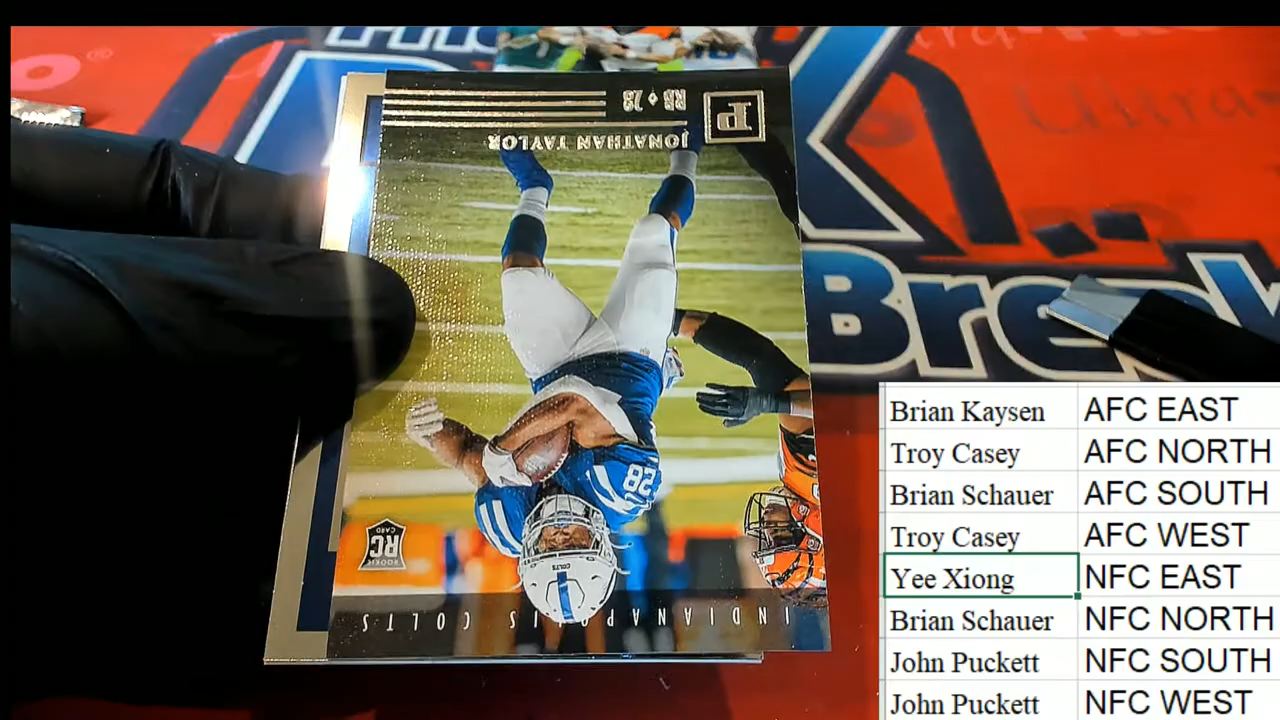 RB ⬥ 28
P
JONATHAN TAYLOR
28
COLTS
RC
ROOKIE CARD
INDIANAPOLIS COLTS
Bre
Brian Kaysen AFC EAST
Troy Casey AFC NORTH
Brian Schauer AFC SOUTH
Troy Casey AFC WEST
Yee Xiong NFC EAST
Brian Schauer NFC NORTH
John Puckett NFC SOUTH
John Puckett NFC WEST